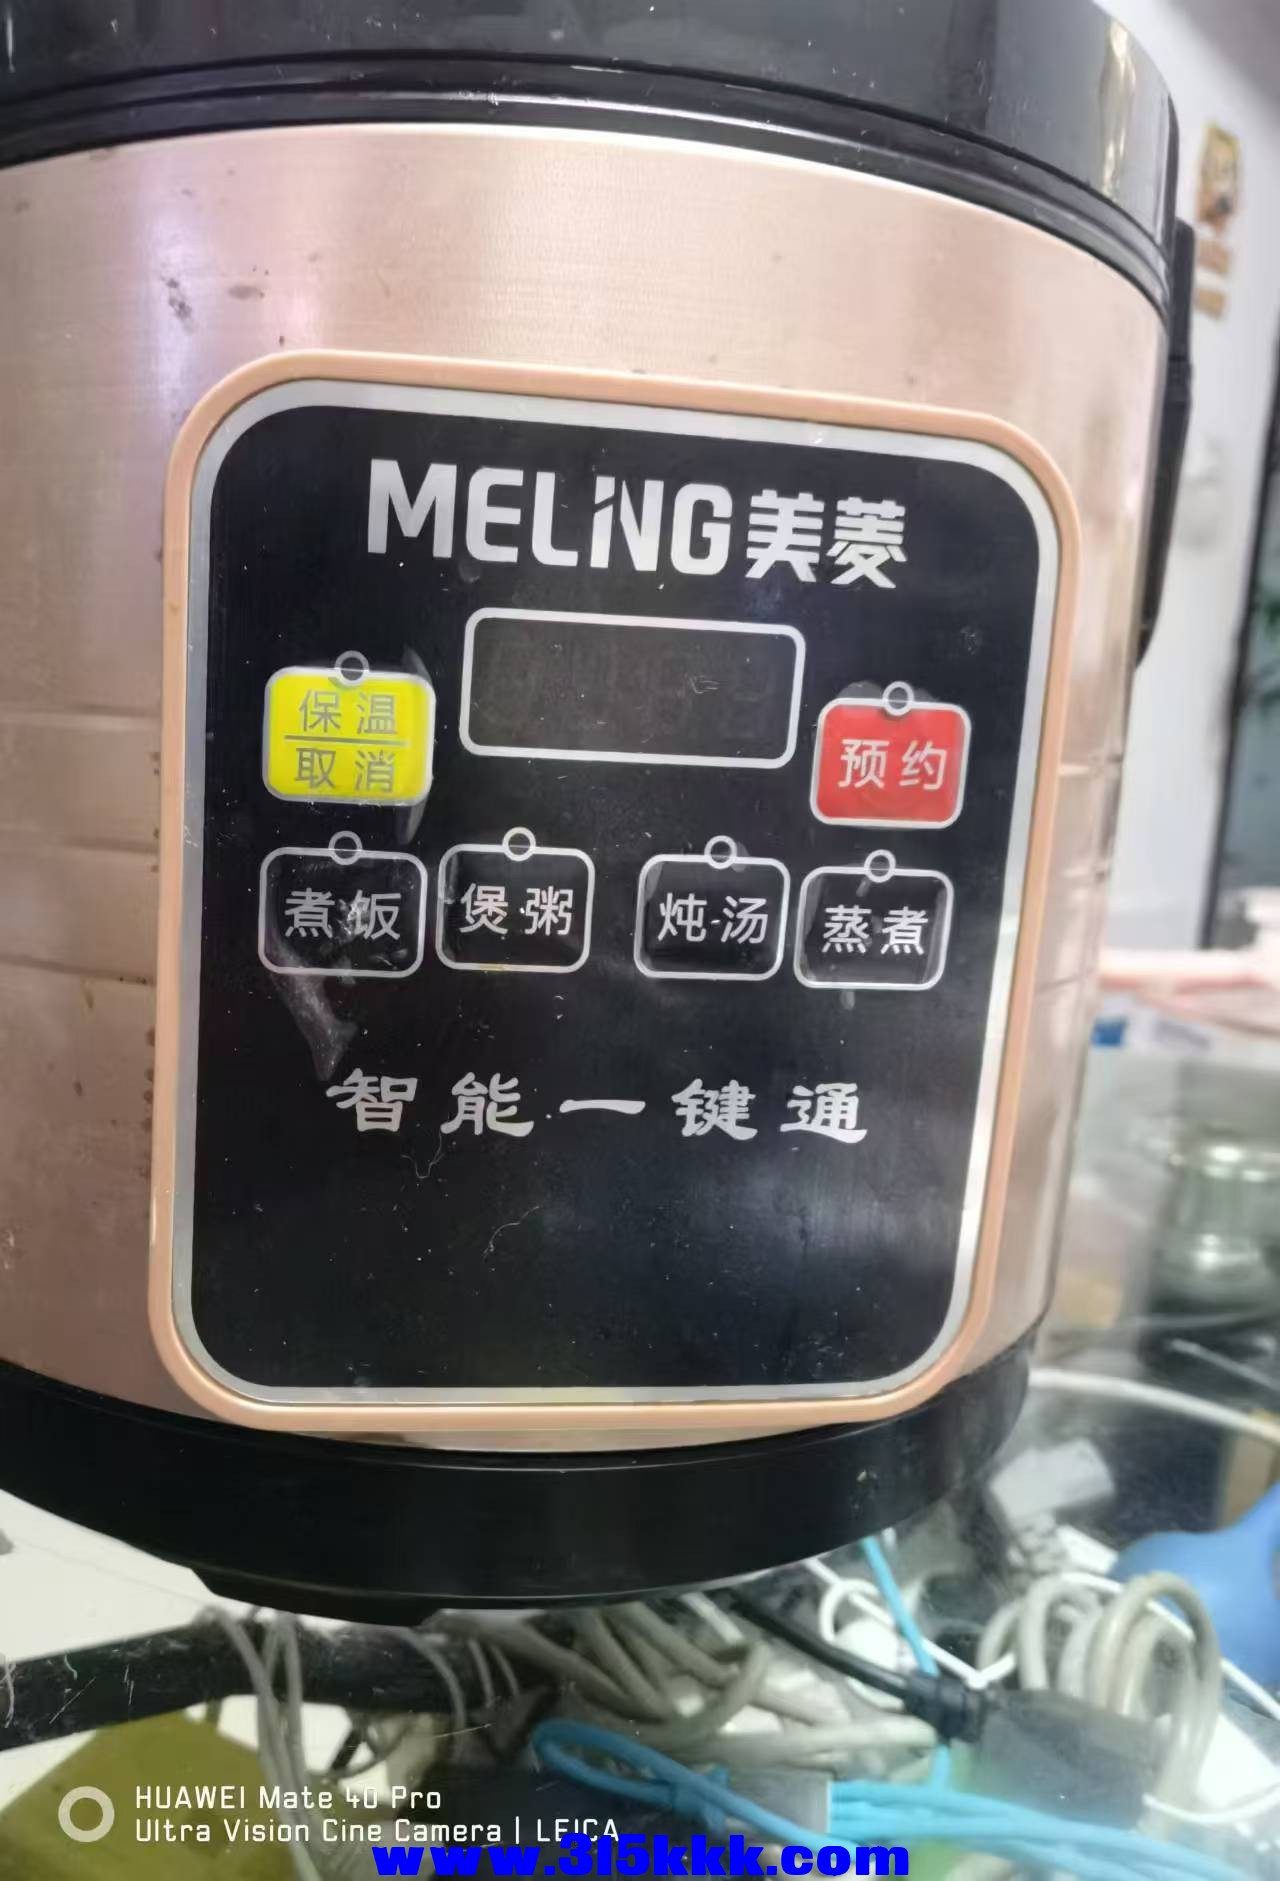 MELING美菱
保温
取消
预约
煮饭
煲粥
炖汤
蒸煮
智能一键通
HUAWEI Mate 40 Pro
Ultra Vision Cine Camera | LEICA
www.315kkk.com